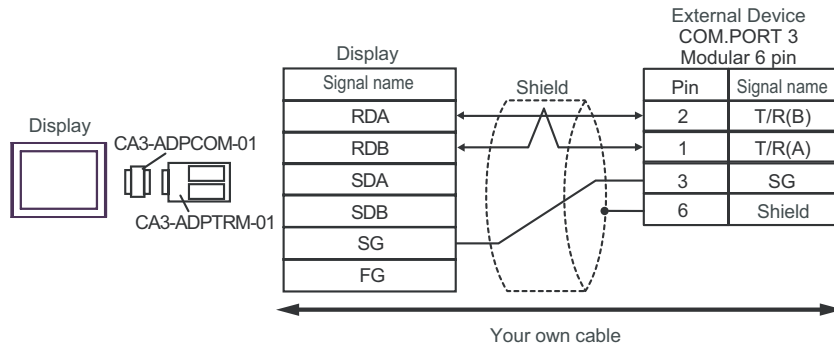 External Device
COM.PORT 3
Modular 6 pin
Display
Signal name
Shield
Pin Signal name
RDA
2 T/R(B)
Display
CA3-ADPCOM-01
RDB
1 T/R(A)
SDA
3 SG
CA3-ADPTRM-01
SDB
6 Shield
SG
FG
Your own cable